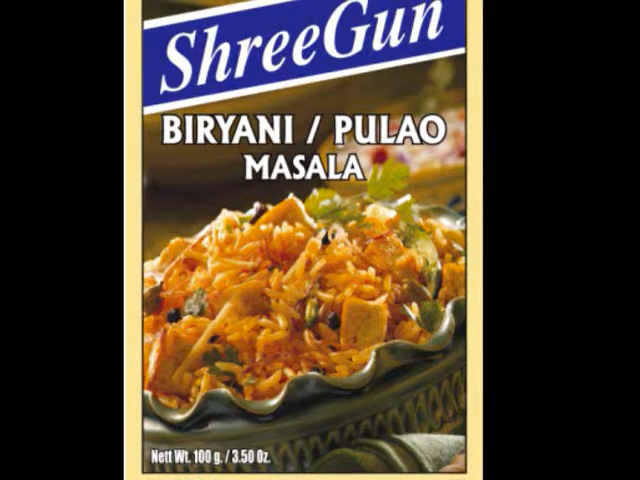 ShreeGun
BIRYANI / PULAO
MASALA
Nett Wt. 100 g. / 3.50 Oz.